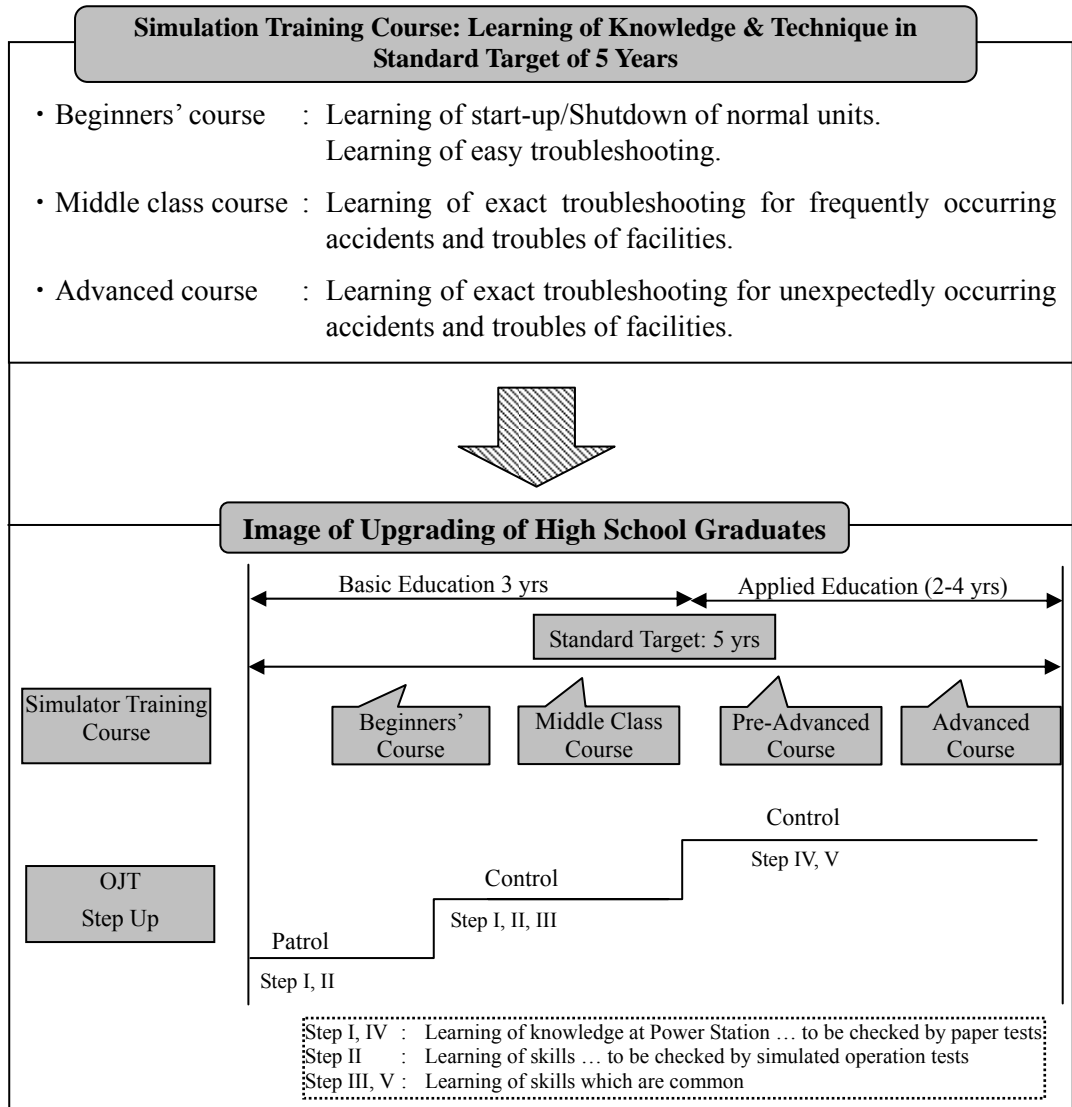 Simulation Training Course: Learning of Knowledge & Technique in
Standard Target of 5 Years
・Beginners’ course : Learning of start-up/Shutdown of normal units.
Learning of easy troubleshooting.
・Middle class course : Learning of exact troubleshooting for frequently occurring
accidents and troubles of facilities.
・Advanced course : Learning of exact troubleshooting for unexpectedly occurring
accidents and troubles of facilities.
Image of Upgrading of High School Graduates
Basic Education 3 yrs
Applied Education (2-4 yrs)
Standard Target: 5 yrs
Simulator Training
Course
Beginners’
Course
Middle Class
Course
Pre-Advanced
Course
Advanced
Course
OJT
Step Up
Patrol
Step I, II
Control
Step I, II, III
Control
Step IV, V
Step I, IV : Learning of knowledge at Power Station … to be checked by paper tests
Step II : Learning of skills … to be checked by simulated operation tests
Step III, V : Learning of skills which are common